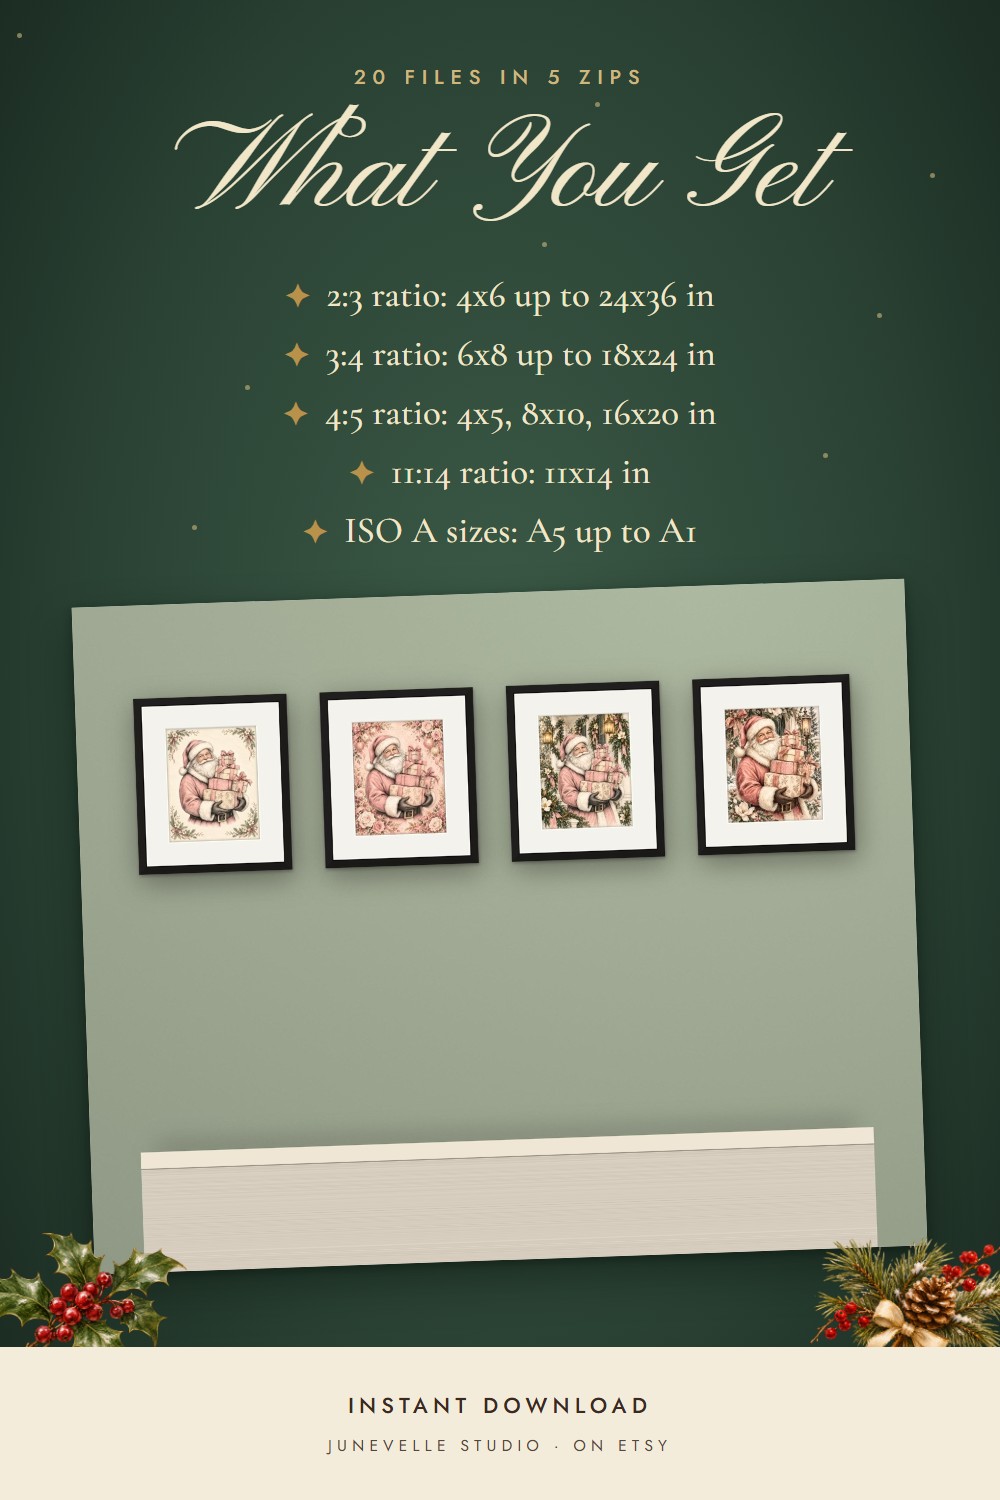 20 FILES IN 5 ZIPS
What You Get
2:3 ratio: 4x6 up to 24x36 in
3:4 ratio: 6x8 up to 18x24 in
4:5 ratio: 4x5, 8x10, 16x20 in
11:14 ratio: 11x14 in
ISO A sizes: A5 up to A1
INSTANT DOWNLOAD
JUNEVELLE STUDIO · ON ETSY